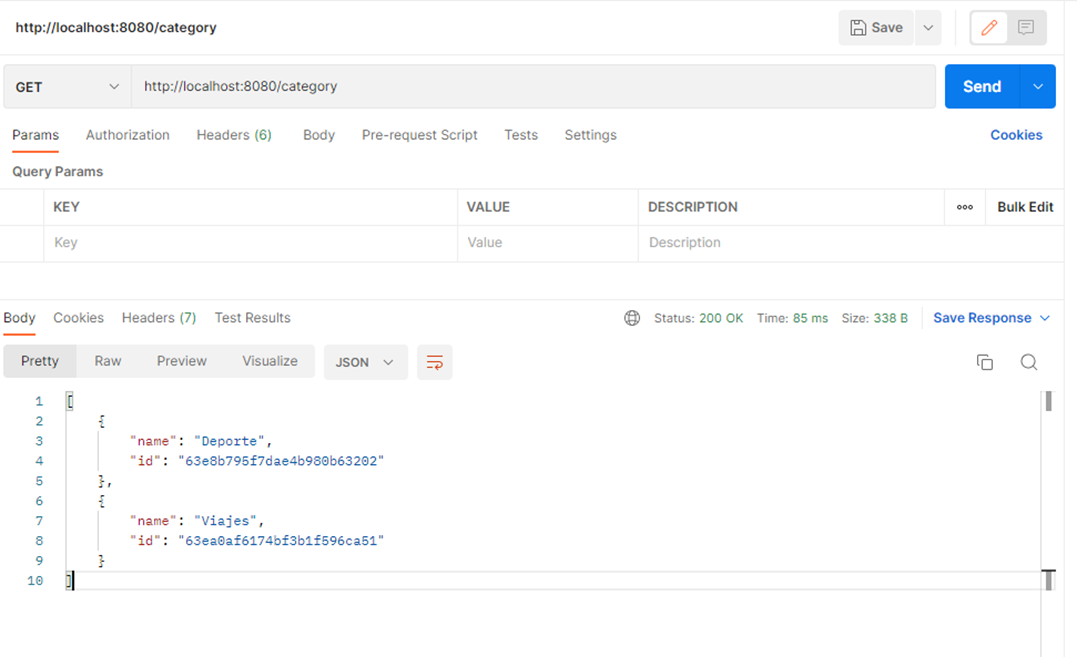 http://localhost:8080/category
Save
GET
http://localhost:8080/category
Send
Params Authorization Headers (6) Body Pre-request Script Tests Settings Cookies
Query Params
KEY VALUE DESCRIPTION ooo Bulk Edit
Key Value Description
Body Cookies Headers (7) Test Results Status: 200 OK Time: 85 ms Size: 338 B Save Response
Pretty Raw Preview Visualize JSON
1 [
2 {
3 "name": "Deporte",
4 "id": "63e8b795f7dae4b980b63202"
5 },
6 {
7 "name": "Viajes",
8 "id": "63ea0af6174bf3b1f596ca51"
9 }
10 ]